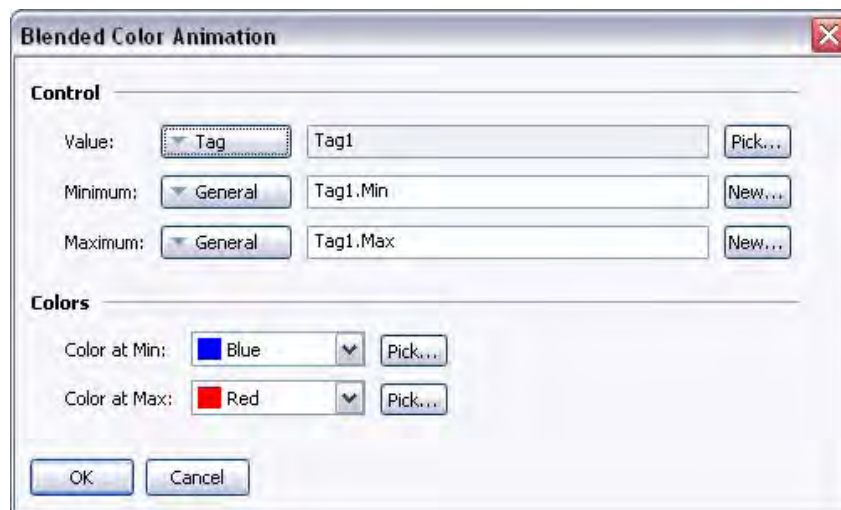 Blended Color Animation
Control
Value: Tag Tag1 Pick...
Minimum: General Tag1.Min New...
Maximum: General Tag1.Max New...
Colors
Color at Min: Blue Pick...
Color at Max: Red Pick...
OK Cancel